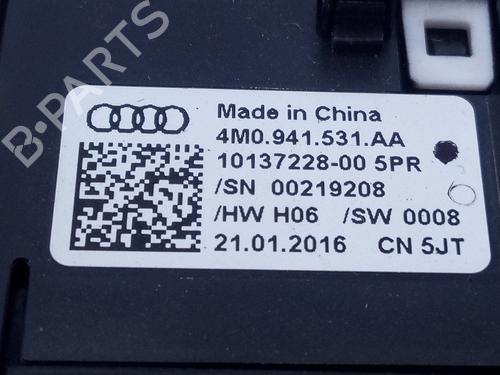 B-PARTS
Made in China
4M0.941.531.AA
10137228-00 5PR
/SN 00219208
/HW H06 /SW 0008
21.01.2016 CN 5JT